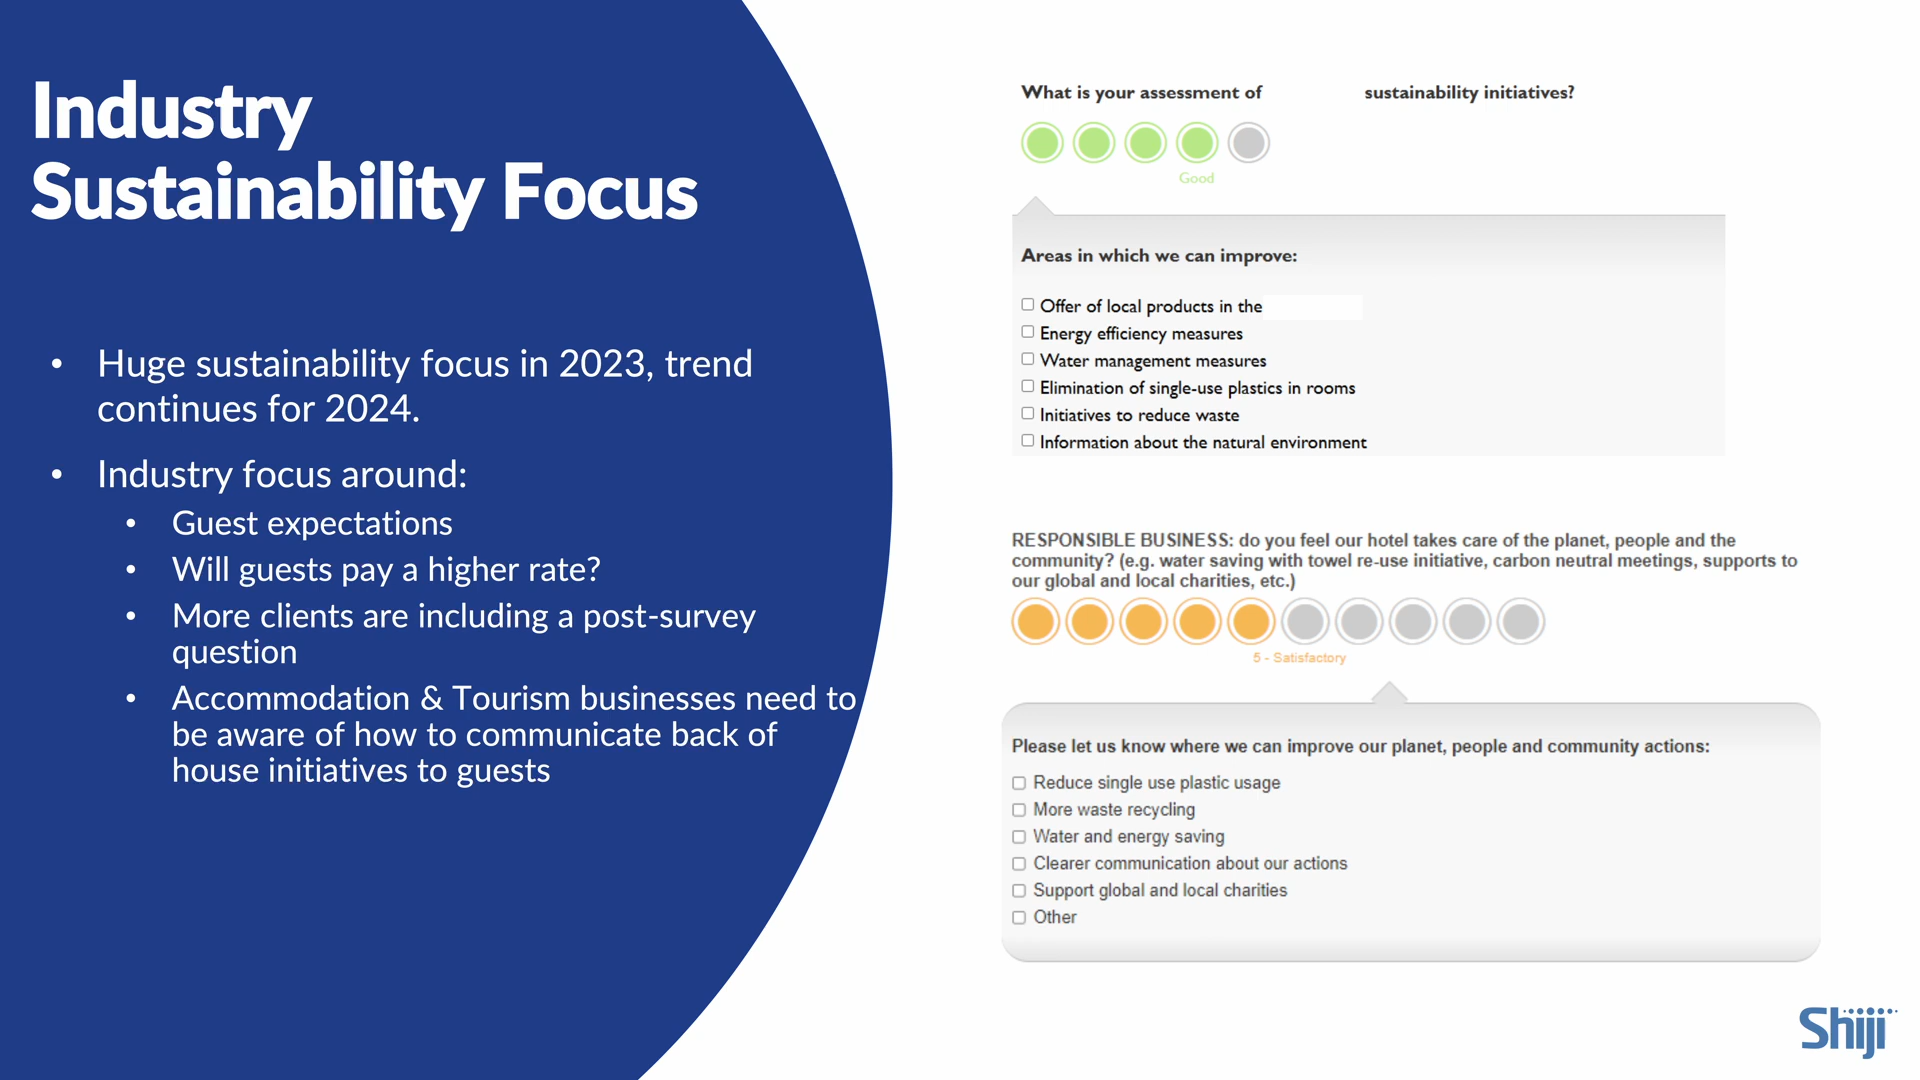 Industry
Sustainability Focus
• Huge sustainability focus in 2023, trend
continues for 2024.
• Industry focus around:
• Guest expectations
• Will guests pay a higher rate?
• More clients are including a post-survey
question
• Accommodation & Tourism businesses need to
be aware of how to communicate back of
house initiatives to guests
What is your assessment of sustainability initiatives?
Good
Areas in which we can improve:
Offer of local products in the
Energy efficiency measures
Water management measures
Elimination of single-use plastics in rooms
Initiatives to reduce waste
Information about the natural environment
RESPONSIBLE BUSINESS: do you feel our hotel takes care of the planet, people and the
community? (e.g. water saving with towel re-use initiative, carbon neutral meetings, supports to
our global and local charities, etc.)
5 - Satisfactory
Please let us know where we can improve our planet, people and community actions:
Reduce single use plastic usage
More waste recycling
Water and energy saving
Clearer communication about our actions
Support global and local charities
Other
Shiji